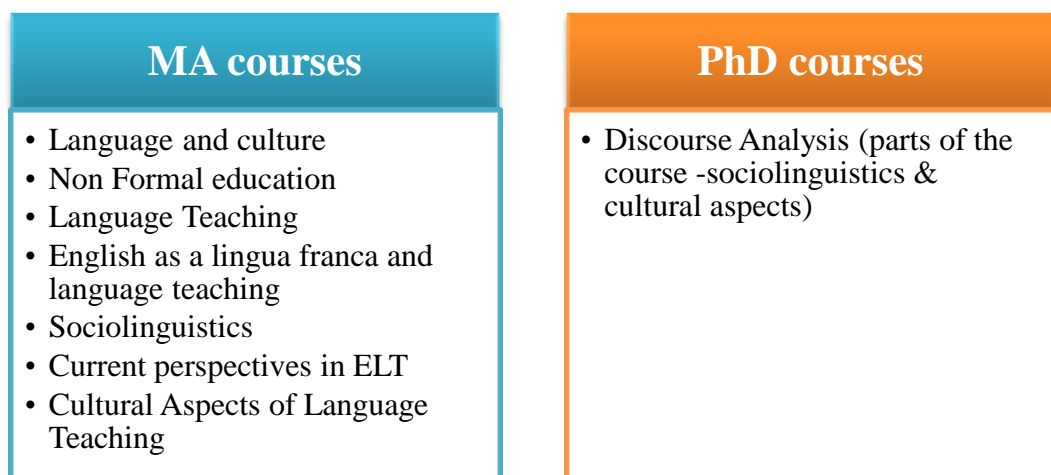 MA courses
• Language and culture
• Non Formal education
• Language Teaching
• English as a lingua franca and
language teaching
• Sociolinguistics
• Current perspectives in ELT
• Cultural Aspects of Language
Teaching
PhD courses
• Discourse Analysis (parts of the
course -sociolinguistics &
cultural aspects)